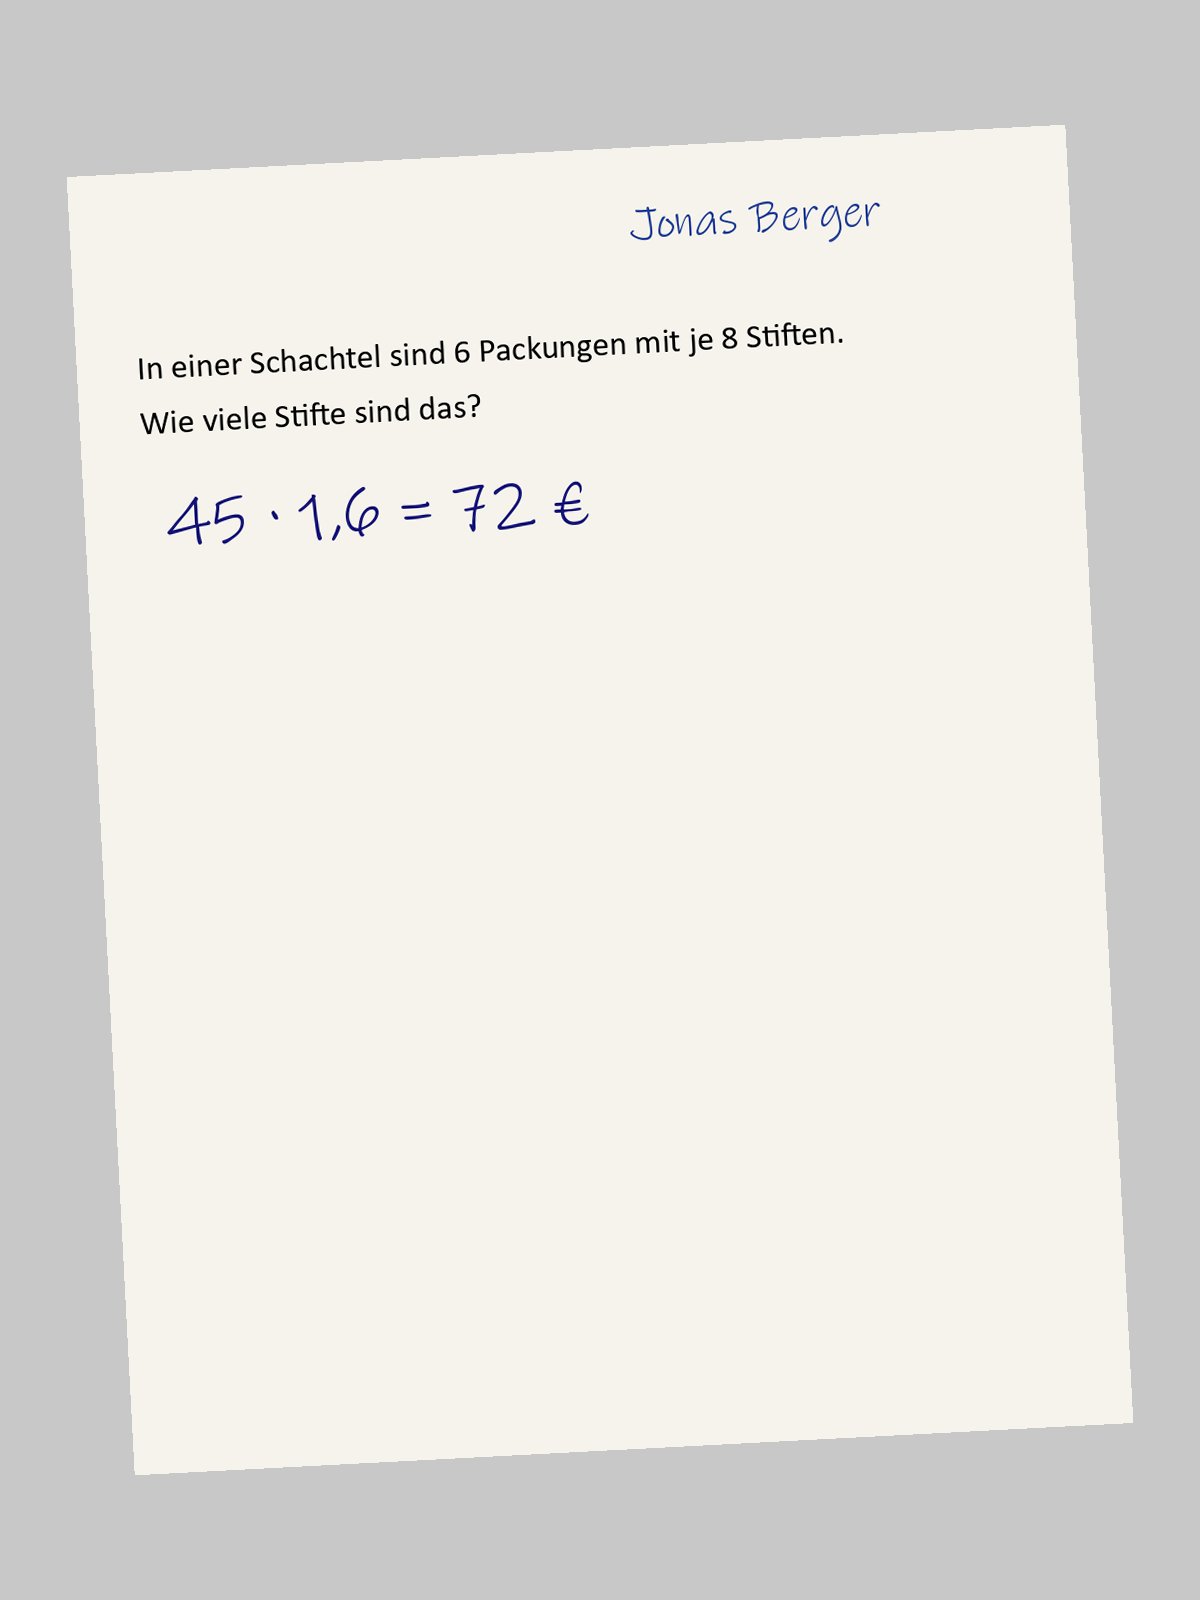 Jonas Berger
In einer Schachtel sind 6 Packungen mit je 8 Stiften.
Wie viele Stifte sind das?
45 · 1,6 = 72 €